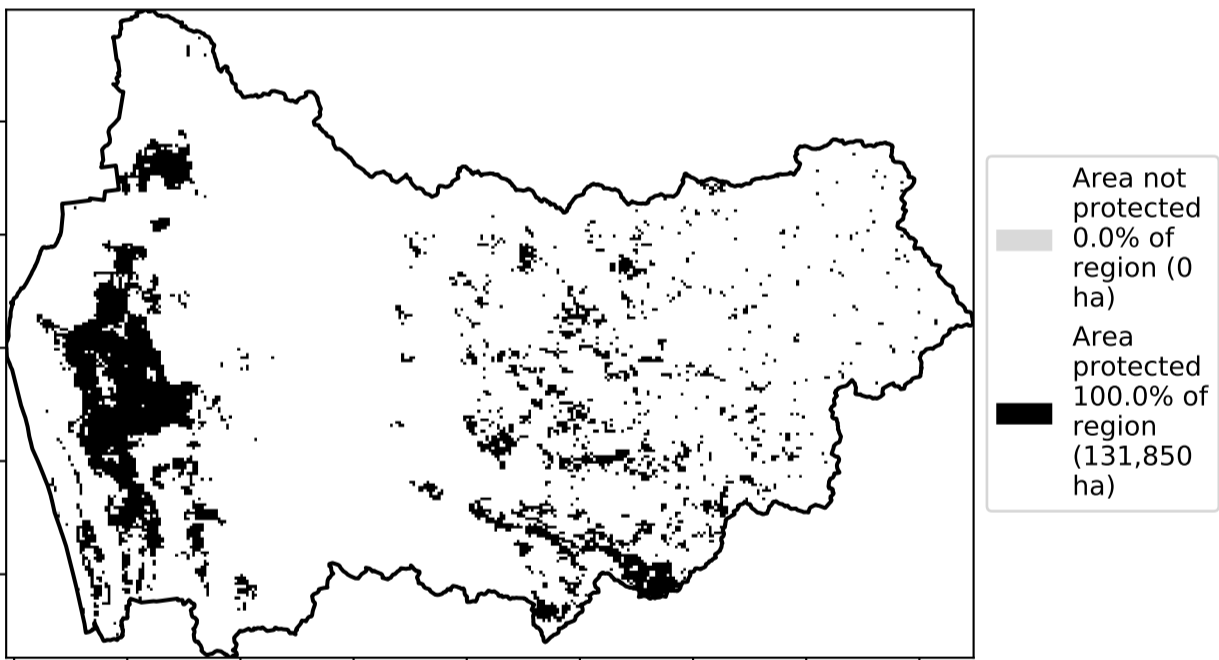 Area not
protected
0.0% of
region (0
ha)
Area
protected
100.0% of
region
(131,850
ha)